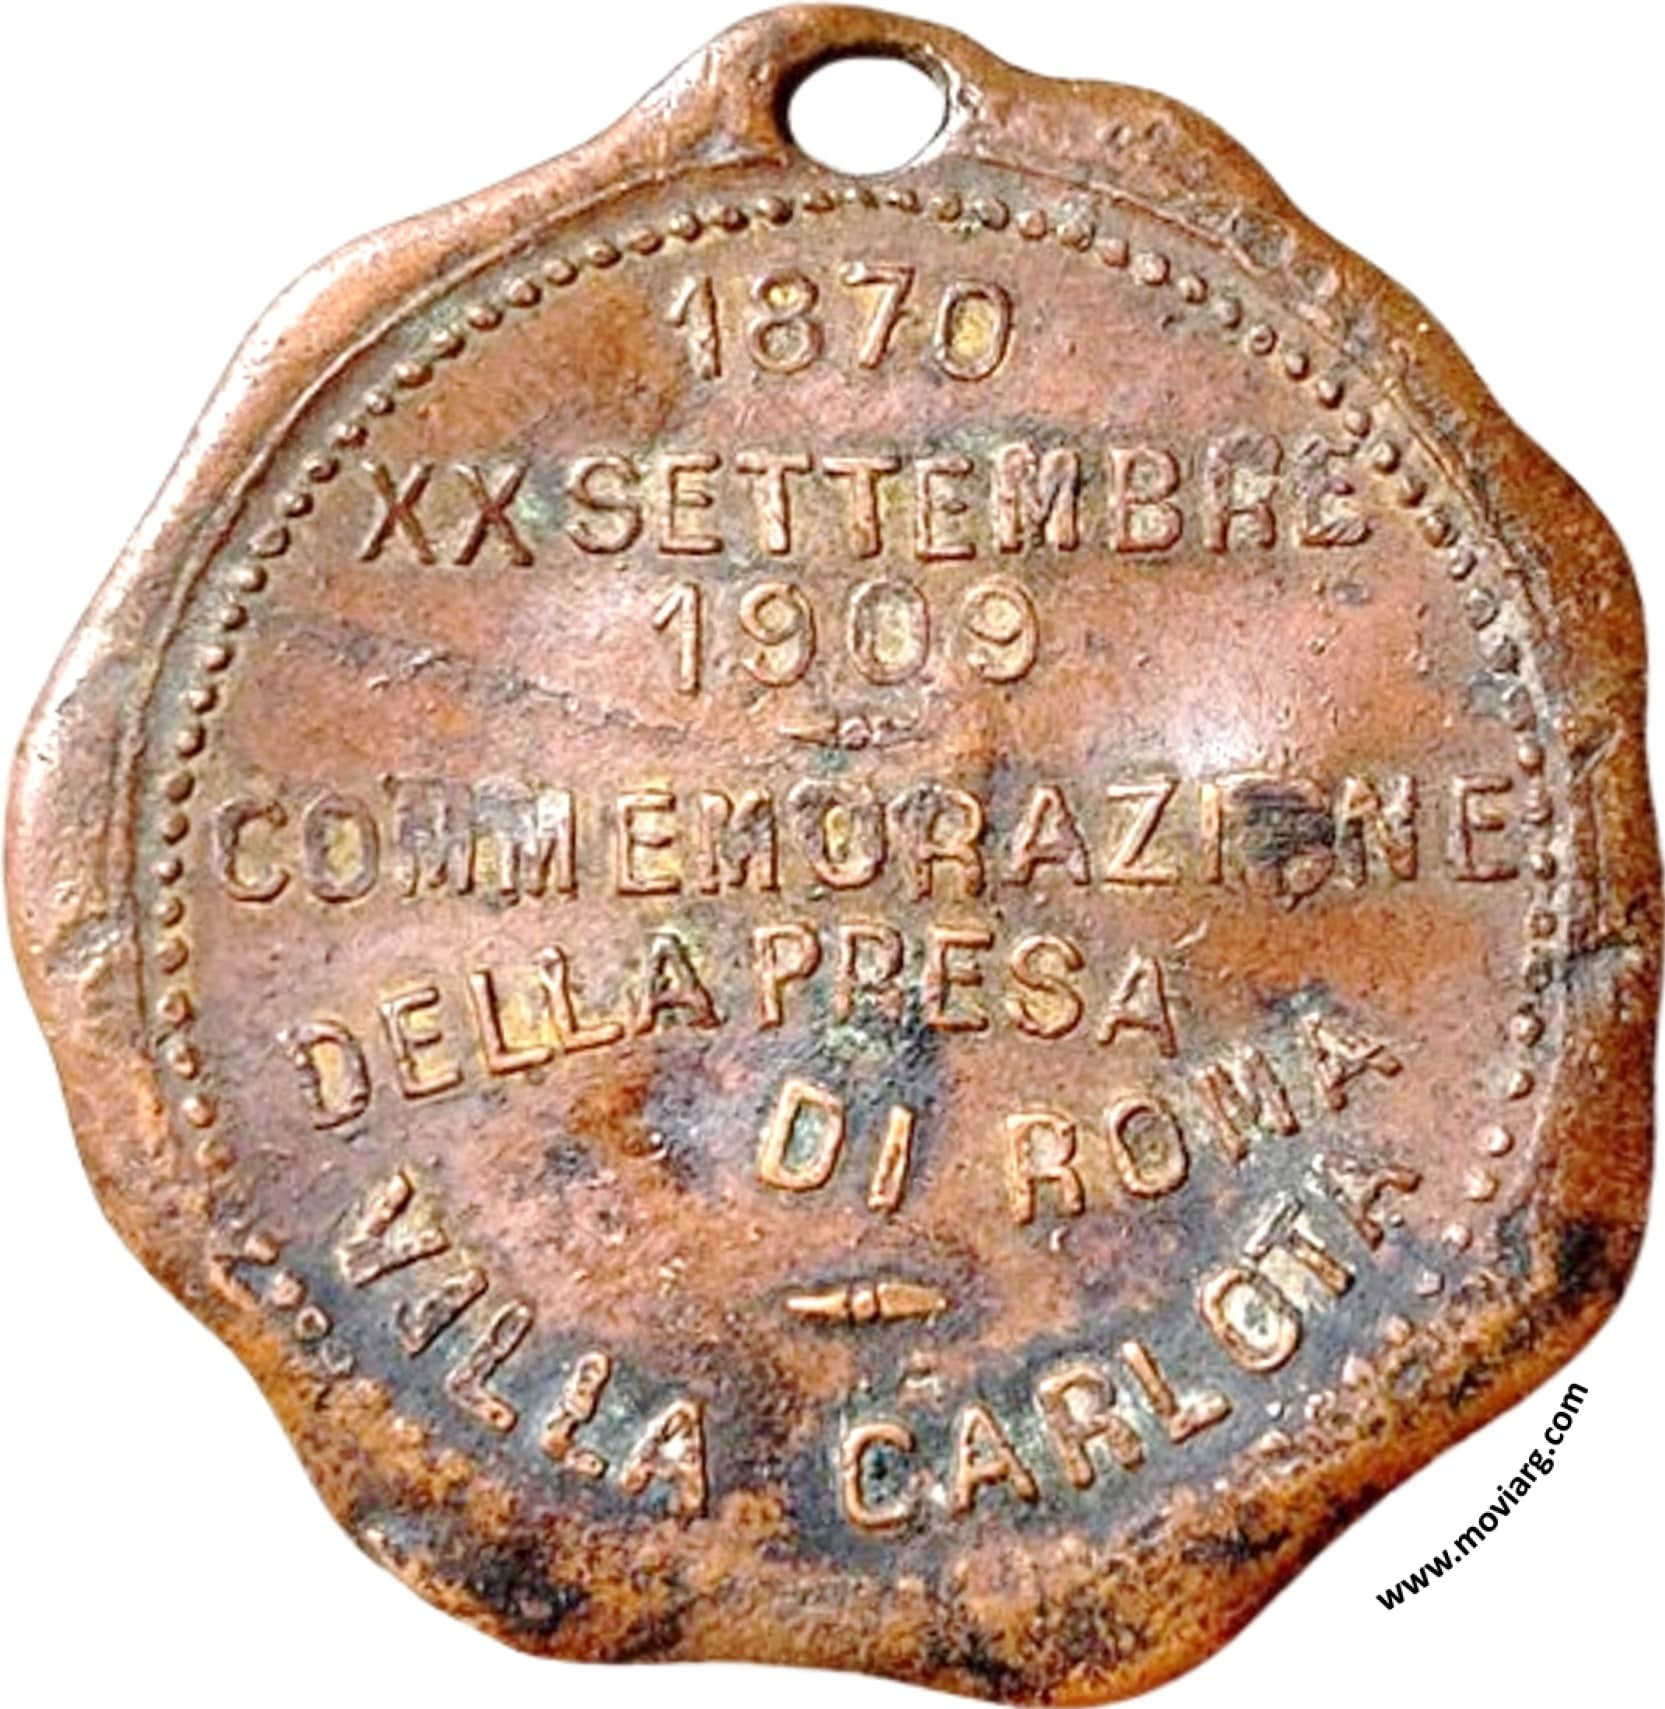 1870
XX SETTEMBRE
1909
COMMEMORAZIONE
DELLA PRESA
DI ROMA
VILLA CARLOTA
www.moviarg.com